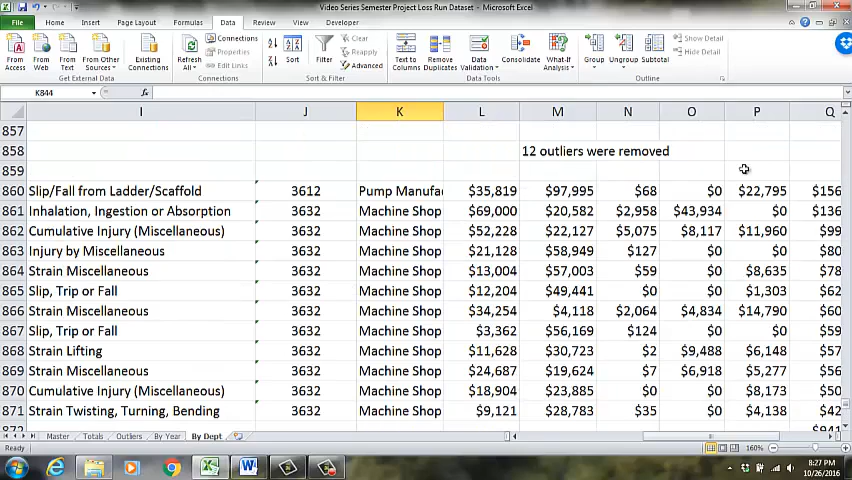 Video Series Semester Project Loss Run Dataset - Microsoft Excel
File Home Insert Page Layout Formulas Data Review View Developer
From Access From Web From Text From Other Sources Existing Connections
Get External Data
Refresh All Connections Properties Edit Links
Connections
Sort Filter Clear Reapply Advanced
Sort & Filter
Text to Columns Remove Duplicates Data Validation Consolidate What-If Analysis
Data Tools
Group Ungroup Subtotal Show Detail Hide Detail
Outline
K844 fx
I J K L M N O P Q
857
858 12 outliers were removed
859
860 Slip/Fall from Ladder/Scaffold 3612 Pump Manufa $35,819 $97,995 $68 $0 $22,795 $156
861 Inhalation, Ingestion or Absorption 3632 Machine Shop $69,000 $20,582 $2,958 $43,934 $0 $136
862 Cumulative Injury (Miscellaneous) 3632 Machine Shop $52,228 $22,127 $5,075 $8,117 $11,960 $99
863 Injury by Miscellaneous 3632 Machine Shop $21,128 $58,949 $127 $0 $0 $80
864 Strain Miscellaneous 3632 Machine Shop $13,004 $57,003 $59 $0 $8,635 $78
865 Slip, Trip or Fall 3632 Machine Shop $12,204 $49,441 $0 $0 $1,303 $62
866 Strain Miscellaneous 3632 Machine Shop $34,254 $4,118 $2,064 $4,834 $14,790 $60
867 Slip, Trip or Fall 3632 Machine Shop $3,362 $56,169 $124 $0 $0 $59
868 Strain Lifting 3632 Machine Shop $11,628 $30,723 $2 $9,488 $6,148 $57
869 Strain Miscellaneous 3632 Machine Shop $24,687 $19,624 $7 $6,918 $5,277 $56
870 Cumulative Injury (Miscellaneous) 3632 Machine Shop $18,904 $23,885 $0 $0 $8,173 $50
871 Strain Twisting, Turning, Bending 3632 Machine Shop $9,121 $28,783 $35 $0 $4,138 $42
Master Totals Outliers By Year By Dept
Ready 160%
8:27 PM
10/26/2016